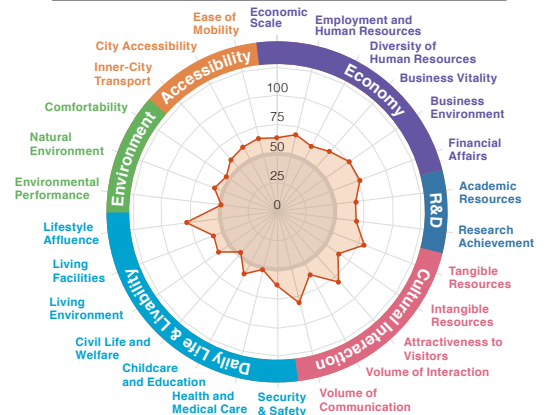 Economic
Scale
Employment and
Human Resources
Diversity of
Human Resources
Business Vitality
Business
Environment
Financial
Affairs
Academic
Resources
Research
Achievement
Tangible
Resources
Intangible
Resources
Attractiveness to
Visitors
Volume of Interaction
Volume of
Communication
Security
& Safety
Health and
Medical Care
Childcare
and Education
Civil Life and
Welfare
Living
Environment
Living
Facilities
Lifestyle
Affluence
Environmental
Performance
Natural
Environment
Comfortability
Inner-City
Transport
City Accessibility
Ease of
Mobility
Economy
R&D
Cultural Interaction
Daily Life & Livability
Environment
Accessibility
100
75
50
25
0